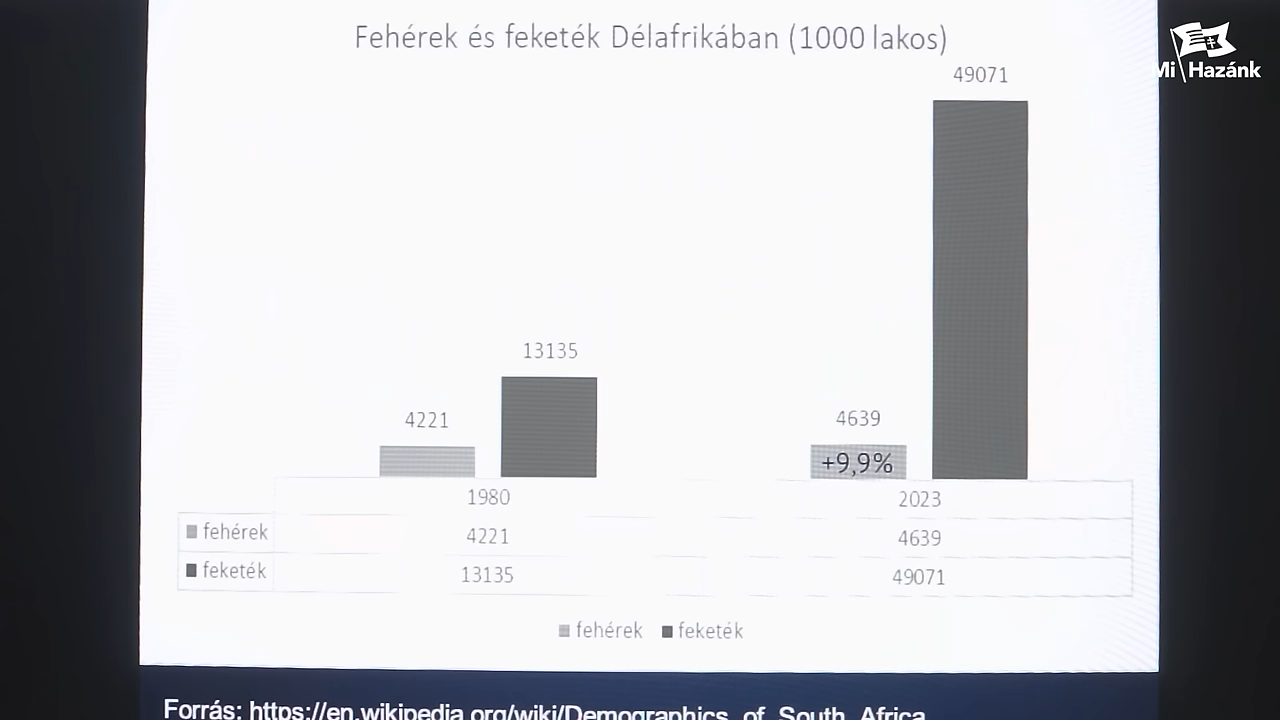 Fehérek és feketék Délafrikában (1000 lakos)
Mi Hazánk
49071
13135
4221
4639
+9,9%
1980 2023
fehérek 4221 4639
feketék 13135 49071
fehérek feketék
Forrás: https://en.wikipedia.org/wiki/Demographics_of_South_Africa